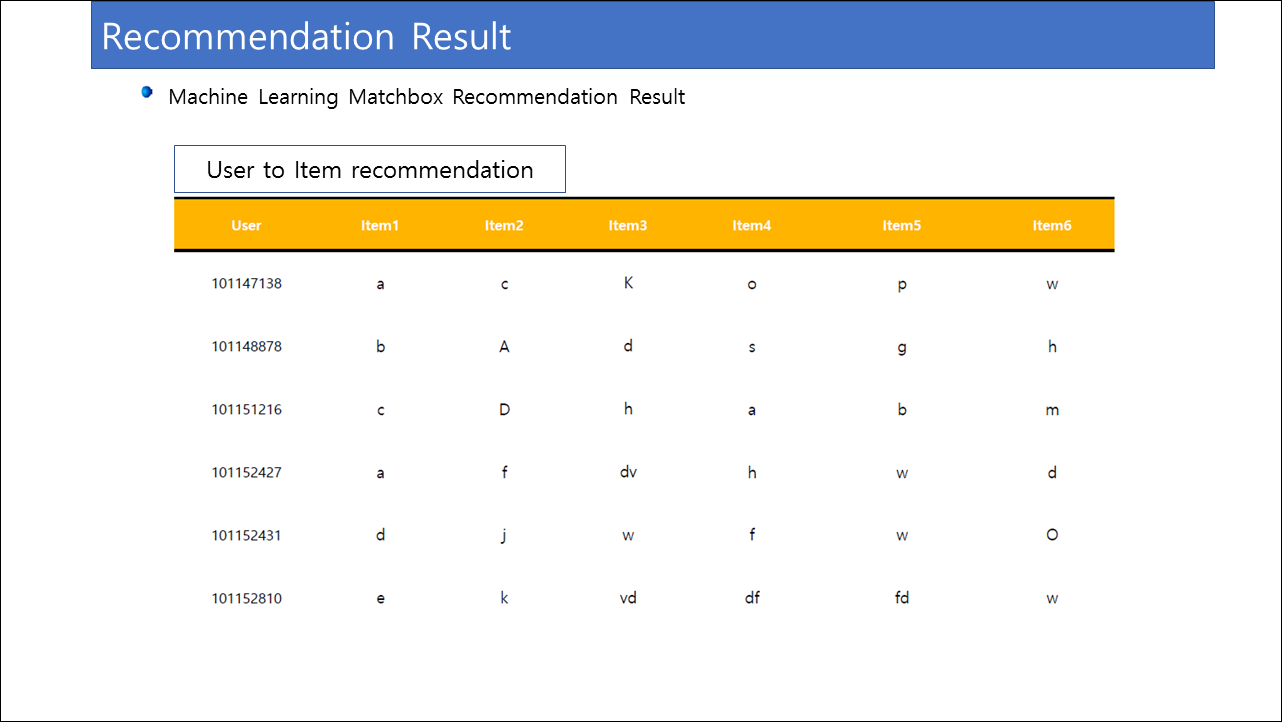 Recommendation Result
Machine Learning Matchbox Recommendation Result
User to Item recommendation
User Item1 Item2 Item3 Item4 Item5 Item6
101147138 a c K o p w
101148878 b A d s g h
101151216 c D h a b m
101152427 a f dv h w d
101152431 d j w f w O
101152810 e k vd df fd w